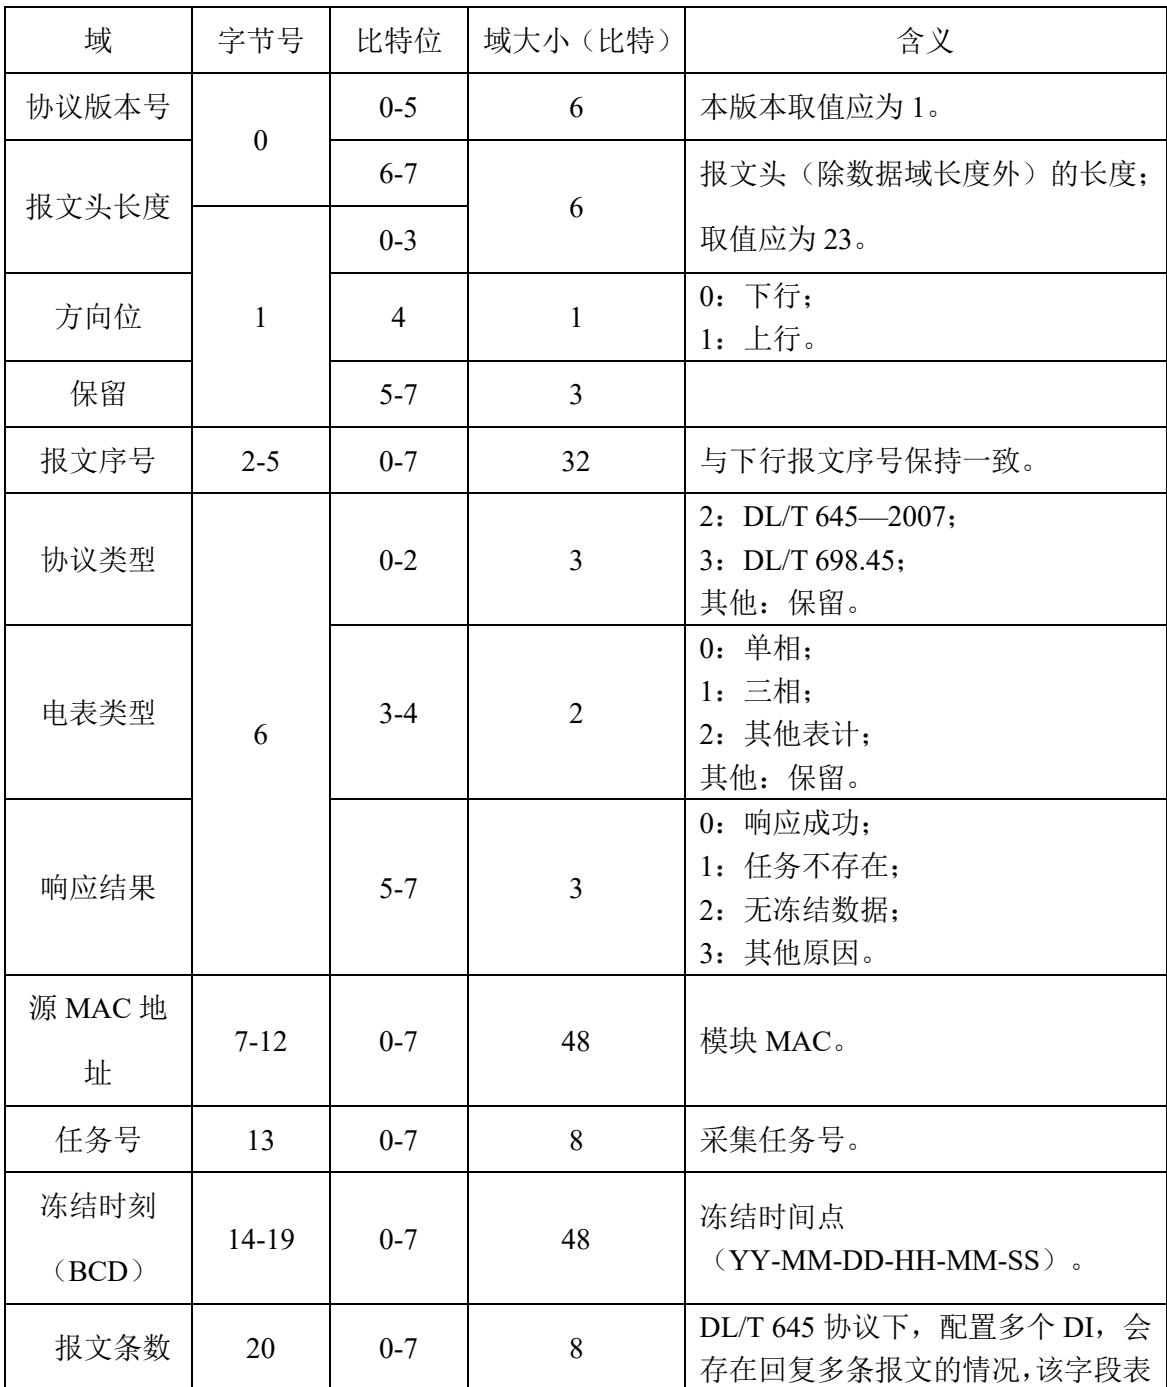 域 字节号 比特位 域大小（比特） 含义
协议版本号 0 0-5 6 本版本取值应为 1。
报文头长度 6-7 6 报文头（除数据域长度外）的长度；
1 0-3 取值应为 23。
方向位 4 1 0：下行；
1：上行。
保留 5-7 3
报文序号 2-5 0-7 32 与下行报文序号保持一致。
协议类型 6 0-2 3 2：DL/T 645—2007；
3：DL/T 698.45；
其他：保留。
电表类型 3-4 2 0：单相；
1：三相；
2：其他表计；
其他：保留。
响应结果 5-7 3 0：响应成功；
1：任务不存在；
2：无冻结数据；
3：其他原因。
源 MAC 地
址 7-12 0-7 48 模块 MAC。
任务号 13 0-7 8 采集任务号。
冻结时刻
（BCD） 14-19 0-7 48 冻结时间点
（YY-MM-DD-HH-MM-SS）。
报文条数 20 0-7 8 DL/T 645 协议下，配置多个 DI，会
存在回复多条报文的情况，该字段表